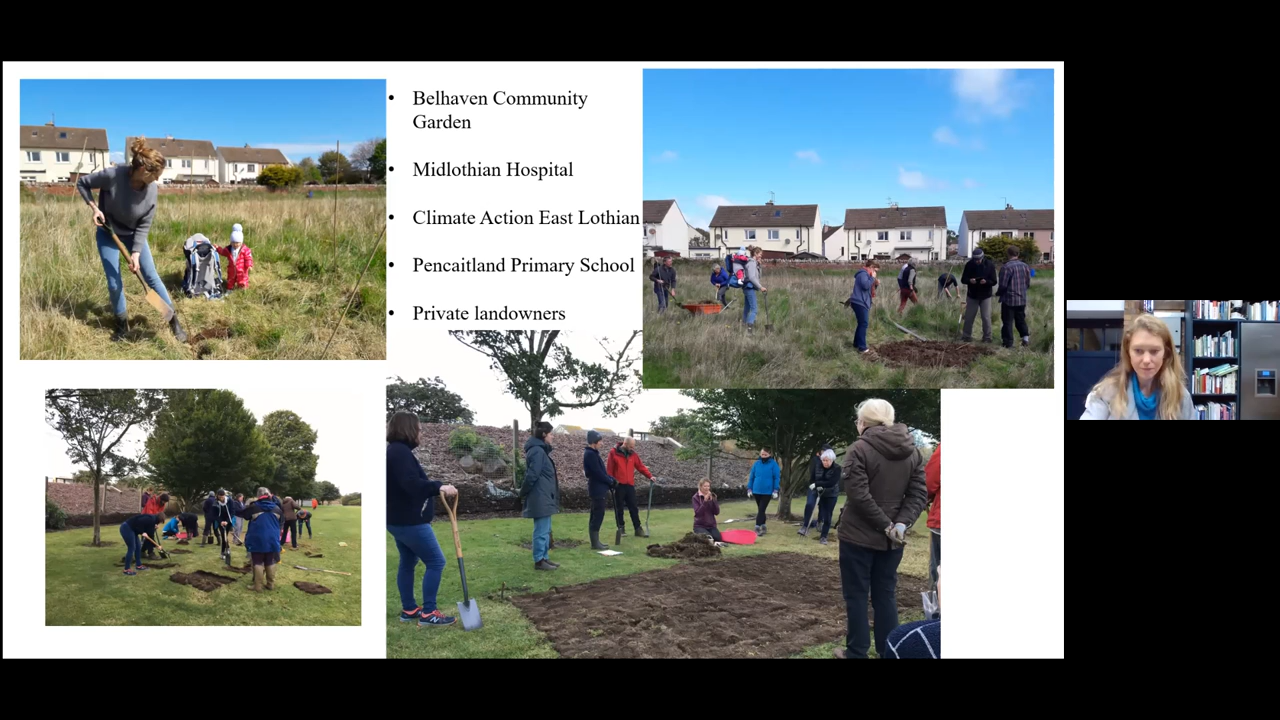 • Belhaven Community
Garden
• Midlothian Hospital
• Climate Action East Lothian
• Pencaitland Primary School
• Private landowners